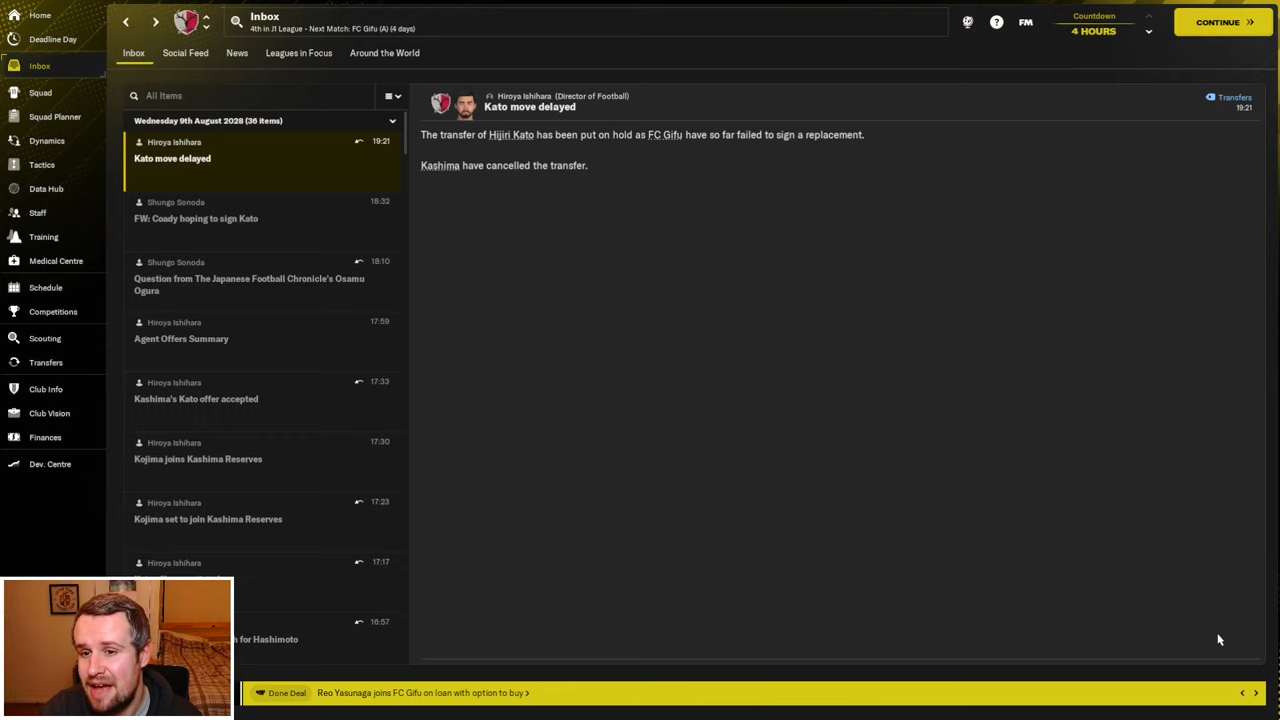 Home
Deadline Day
Inbox
Squad
Squad Planner
Dynamics
Tactics
Data Hub
Staff
Training
Medical Centre
Schedule
Competitions
Scouting
Transfers
Club Info
Club Vision
Finances
Dev. Centre
Inbox
4th in J1 League - Next Match: FC Gifu (A) (4 days)
FM
Countdown
4 HOURS
CONTINUE
Inbox Social Feed News Leagues in Focus Around the World
All Items
Wednesday 9th August 2028 (36 items)
Hiroya Ishihara 19:21
Kato move delayed
Shungo Sonoda 18:32
FW: Coady hoping to sign Kato
Shungo Sonoda 18:10
Question from The Japanese Football Chronicle's Osamu
Ogura
Hiroya Ishihara 17:59
Agent Offers Summary
Hiroya Ishihara 17:33
Kashima's Kato offer accepted
Hiroya Ishihara 17:30
Kojima joins Kashima Reserves
Hiroya Ishihara 17:23
Kojima set to join Kashima Reserves
Hiroya Ishihara 17:17
16:57
for Hashimoto
Hiroya Ishihara (Director of Football)
Kato move delayed
Transfers
19:21
The transfer of Hijiri Kato has been put on hold as FC Gifu have so far failed to sign a replacement.
Kashima have cancelled the transfer.
Done Deal Reo Yasunaga joins FC Gifu on loan with option to buy >